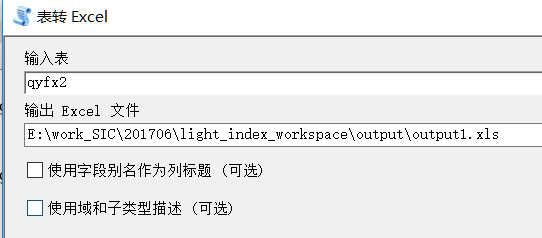 表转 Excel
输入表
qyfx2
输出 Excel 文件
E:\work_SIC\201706\light_index_workspace\output\output1.xls
使用字段别名作为列标题 (可选)
使用域和子类型描述 (可选)